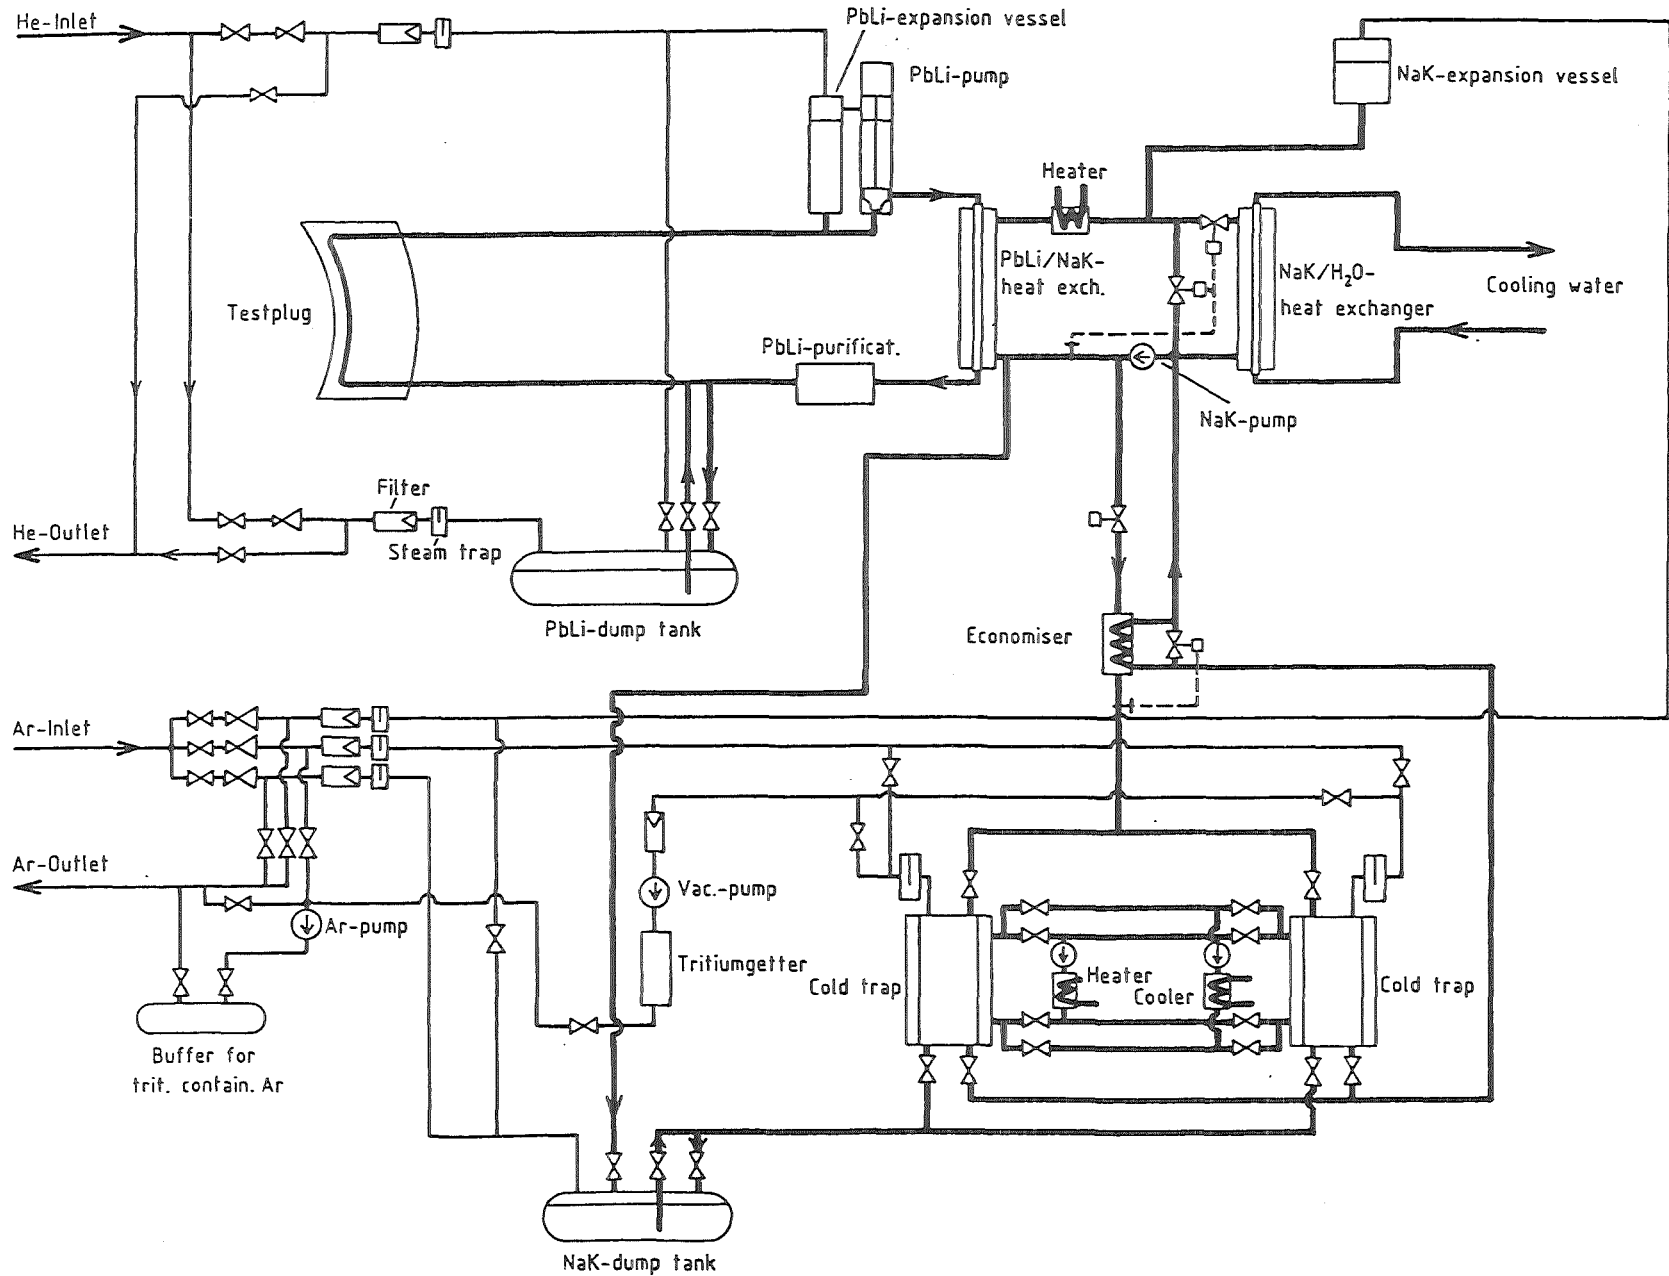 He-Inlet
PbLi-expansion vessel
PbLi-pump
NaK-expansion vessel
Heater
PbLi/NaK-
heat exch.
NaK/H₂O-
heat exchanger
Cooling water
Testplug
PbLi-purificat.
NaK-pump
Filter
He-Outlet
Steam trap
PbLi-dump tank
Economiser
Ar-Inlet
Ar-Outlet
Vac.-pump
Ar-pump
Tritiumgetter
Cold trap
Heater
Cooler
Cold trap
Buffer for
trit. contain. Ar
NaK-dump tank